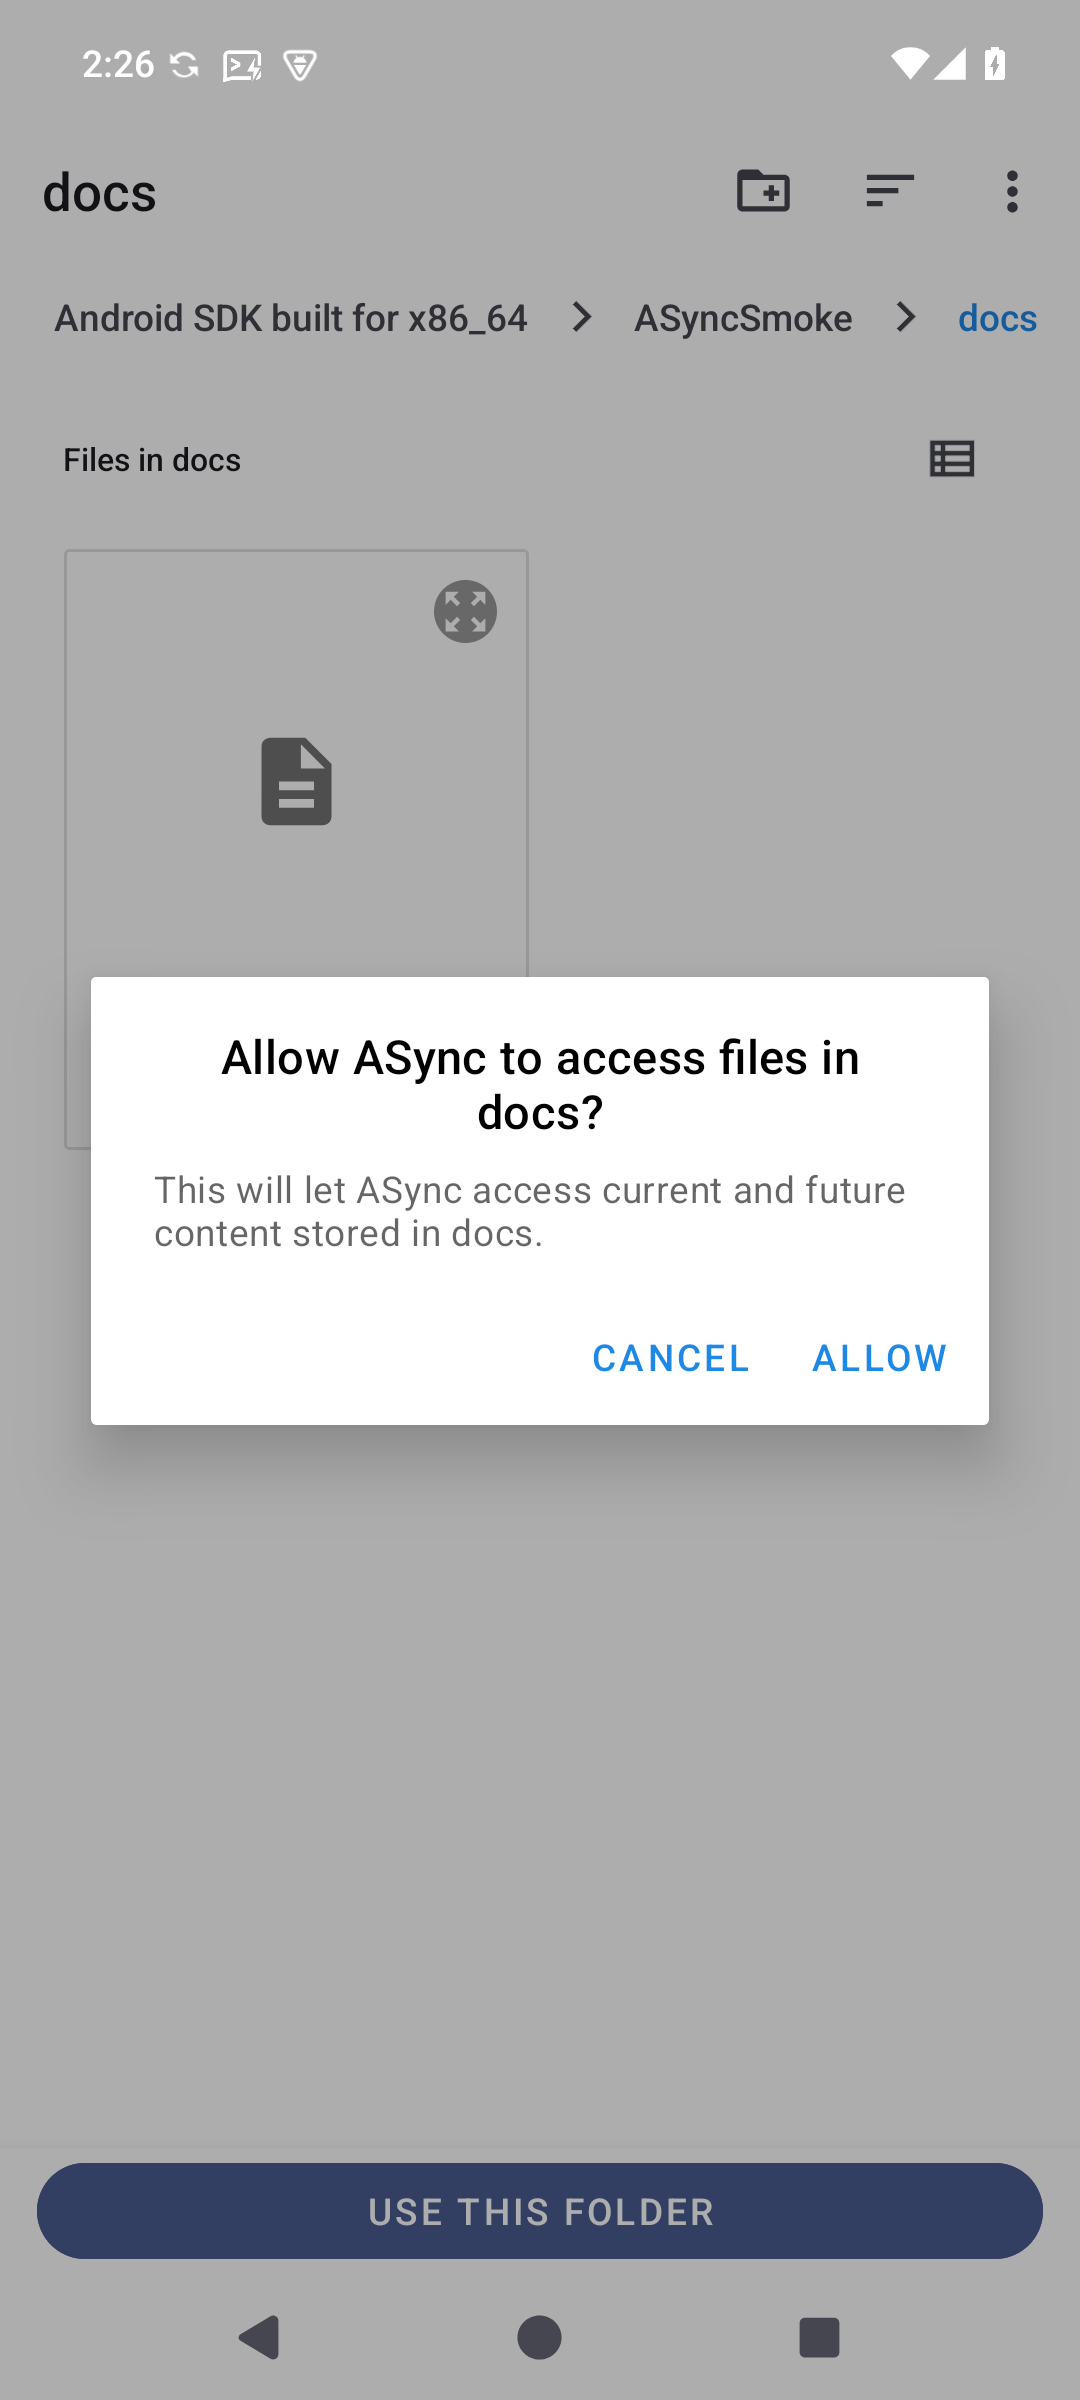 2:26
docs
Android SDK built for x86_64 ASyncSmoke docs
Files in docs
Allow ASync to access files in
docs?
This will let ASync access current and future
content stored in docs.
CANCEL ALLOW
USE THIS FOLDER